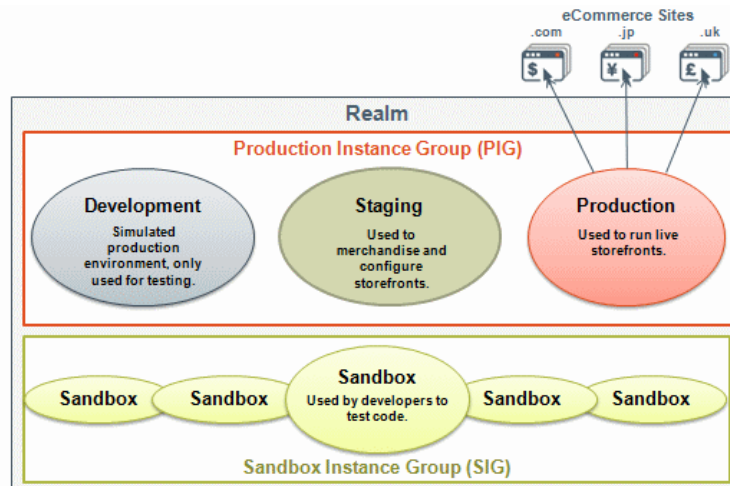 eCommerce Sites
.com
.jp
.uk
$
¥
£
Realm
Production Instance Group (PIG)
Development
Simulated
production
environment, only
used for testing.
Staging
Used to
merchandise and
configure
storefronts.
Production
Used to run live
storefronts.
Sandbox
Sandbox
Sandbox
Used by developers to
test code.
Sandbox
Sandbox
Sandbox Instance Group (SIG)